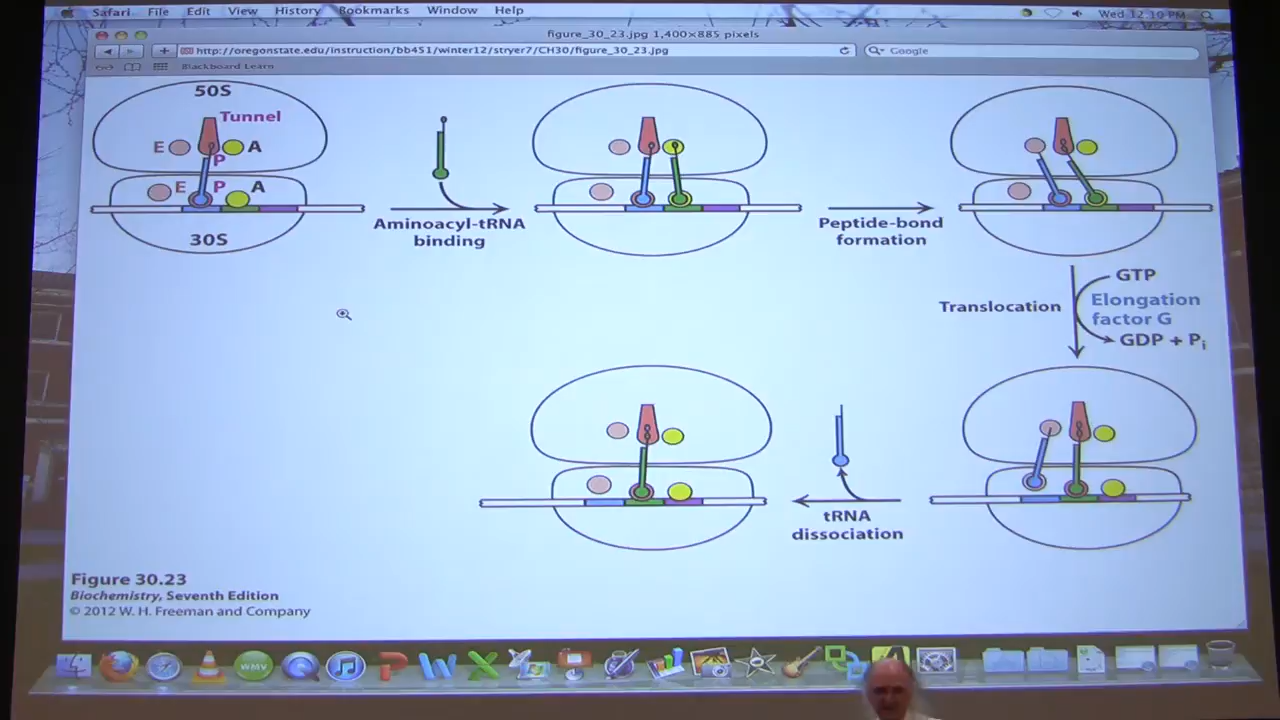 Safari File Edit View History Bookmarks Window Help Wed 12:10 PM
figure_30_23.jpg 1,400×885 pixels
http://oregonstate.edu/instruction/bb451/winter12/stryer7/CH30/figure_30_23.jpg
Google
Blackboard Learn
50S
Tunnel
E A
P
E P A
30S
Aminoacyl-tRNA
binding
Peptide-bond
formation
GTP
Translocation
Elongation
factor G
GDP + Pi
tRNA
dissociation
Figure 30.23
Biochemistry, Seventh Edition
© 2012 W. H. Freeman and Company
WMV